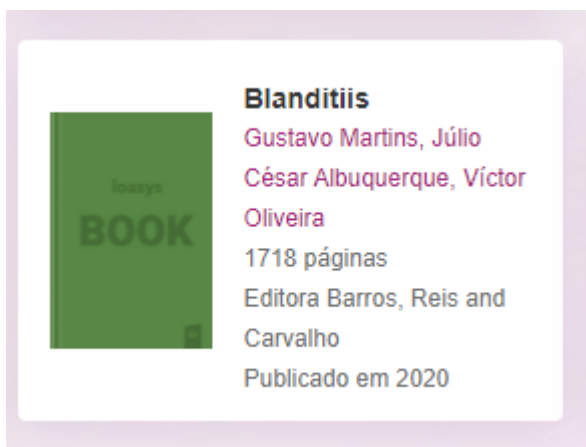 ioasys
BOOK
Blanditiis
Gustavo Martins, Júlio
César Albuquerque, Víctor
Oliveira
1718 páginas
Editora Barros, Reis and
Carvalho
Publicado em 2020